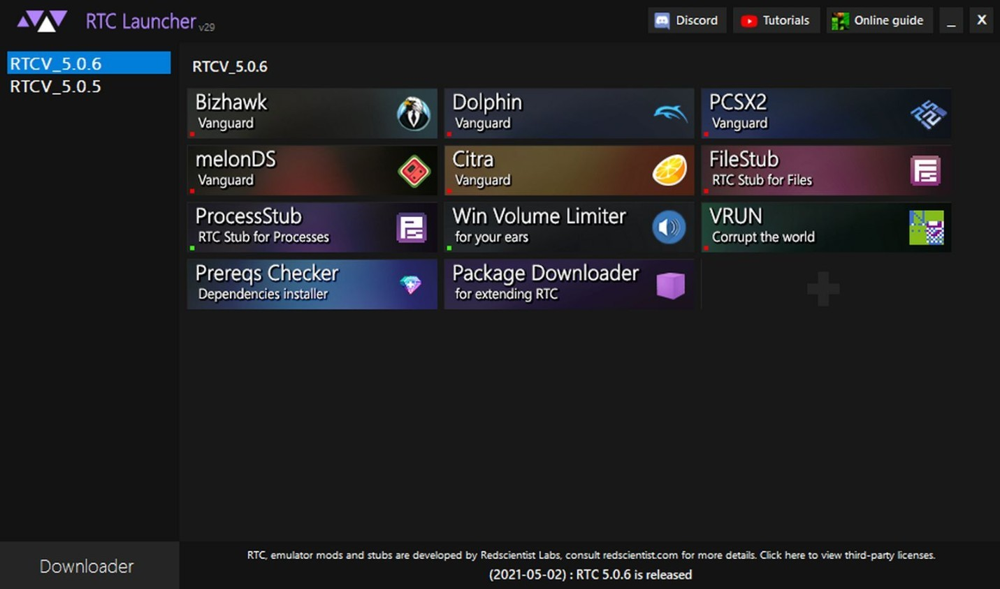 RTC Launcher v29
Discord
Tutorials
Online guide
_
X
RTCV_5.0.6
RTCV_5.0.5
RTCV_5.0.6
Bizhawk
Vanguard
Dolphin
Vanguard
PCSX2
Vanguard
melonDS
Vanguard
Citra
Vanguard
FileStub
RTC Stub for Files
ProcessStub
RTC Stub for Processes
Win Volume Limiter
for your ears
VRUN
Corrupt the world
Prereqs Checker
Dependencies installer
Package Downloader
for extending RTC
Downloader
RTC, emulator mods and stubs are developed by Redscientist Labs, consult redscientist.com for more details. Click here to view third-party licenses.
(2021-05-02) : RTC 5.0.6 is released